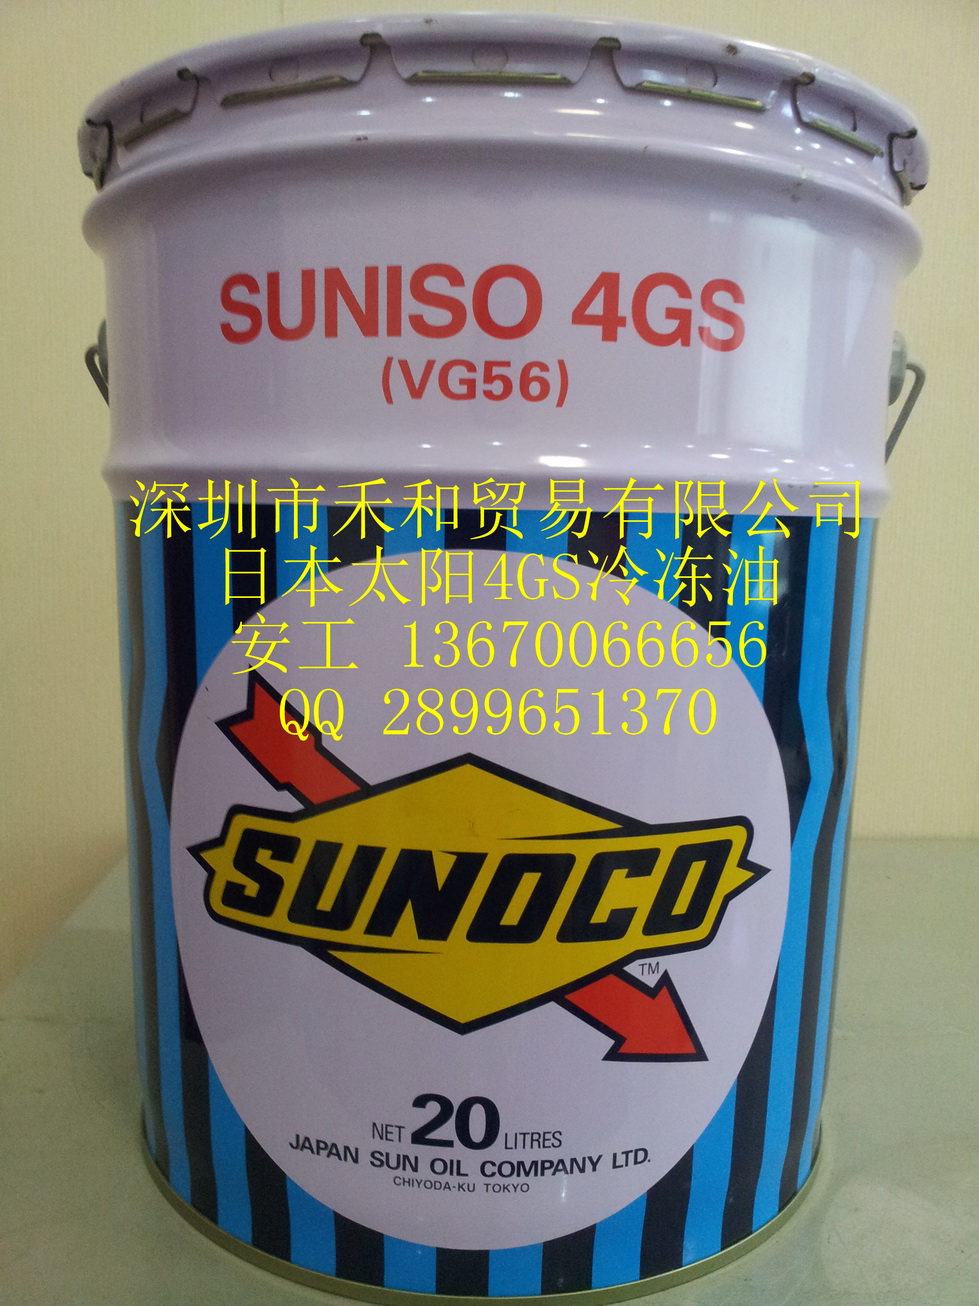 SUNISO 4GS
(VG56)
深圳市禾和贸易有限公司
日本太阳4GS冷冻油
安工 13670066656
QQ 2899651370
SUNOCO
TM
NET 20 LITRES
JAPAN SUN OIL COMPANY LTD.
CHIYODA-KU TOKYO